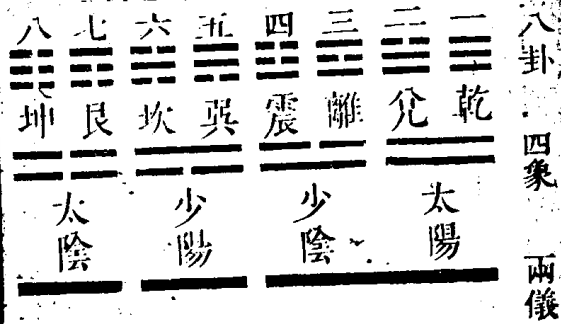 八卦 四象 兩儀
一 二 三 四 五 六 七 八
乾 兌 離 震 巽 坎 艮 坤
太陽 少陰 少陽 太陰